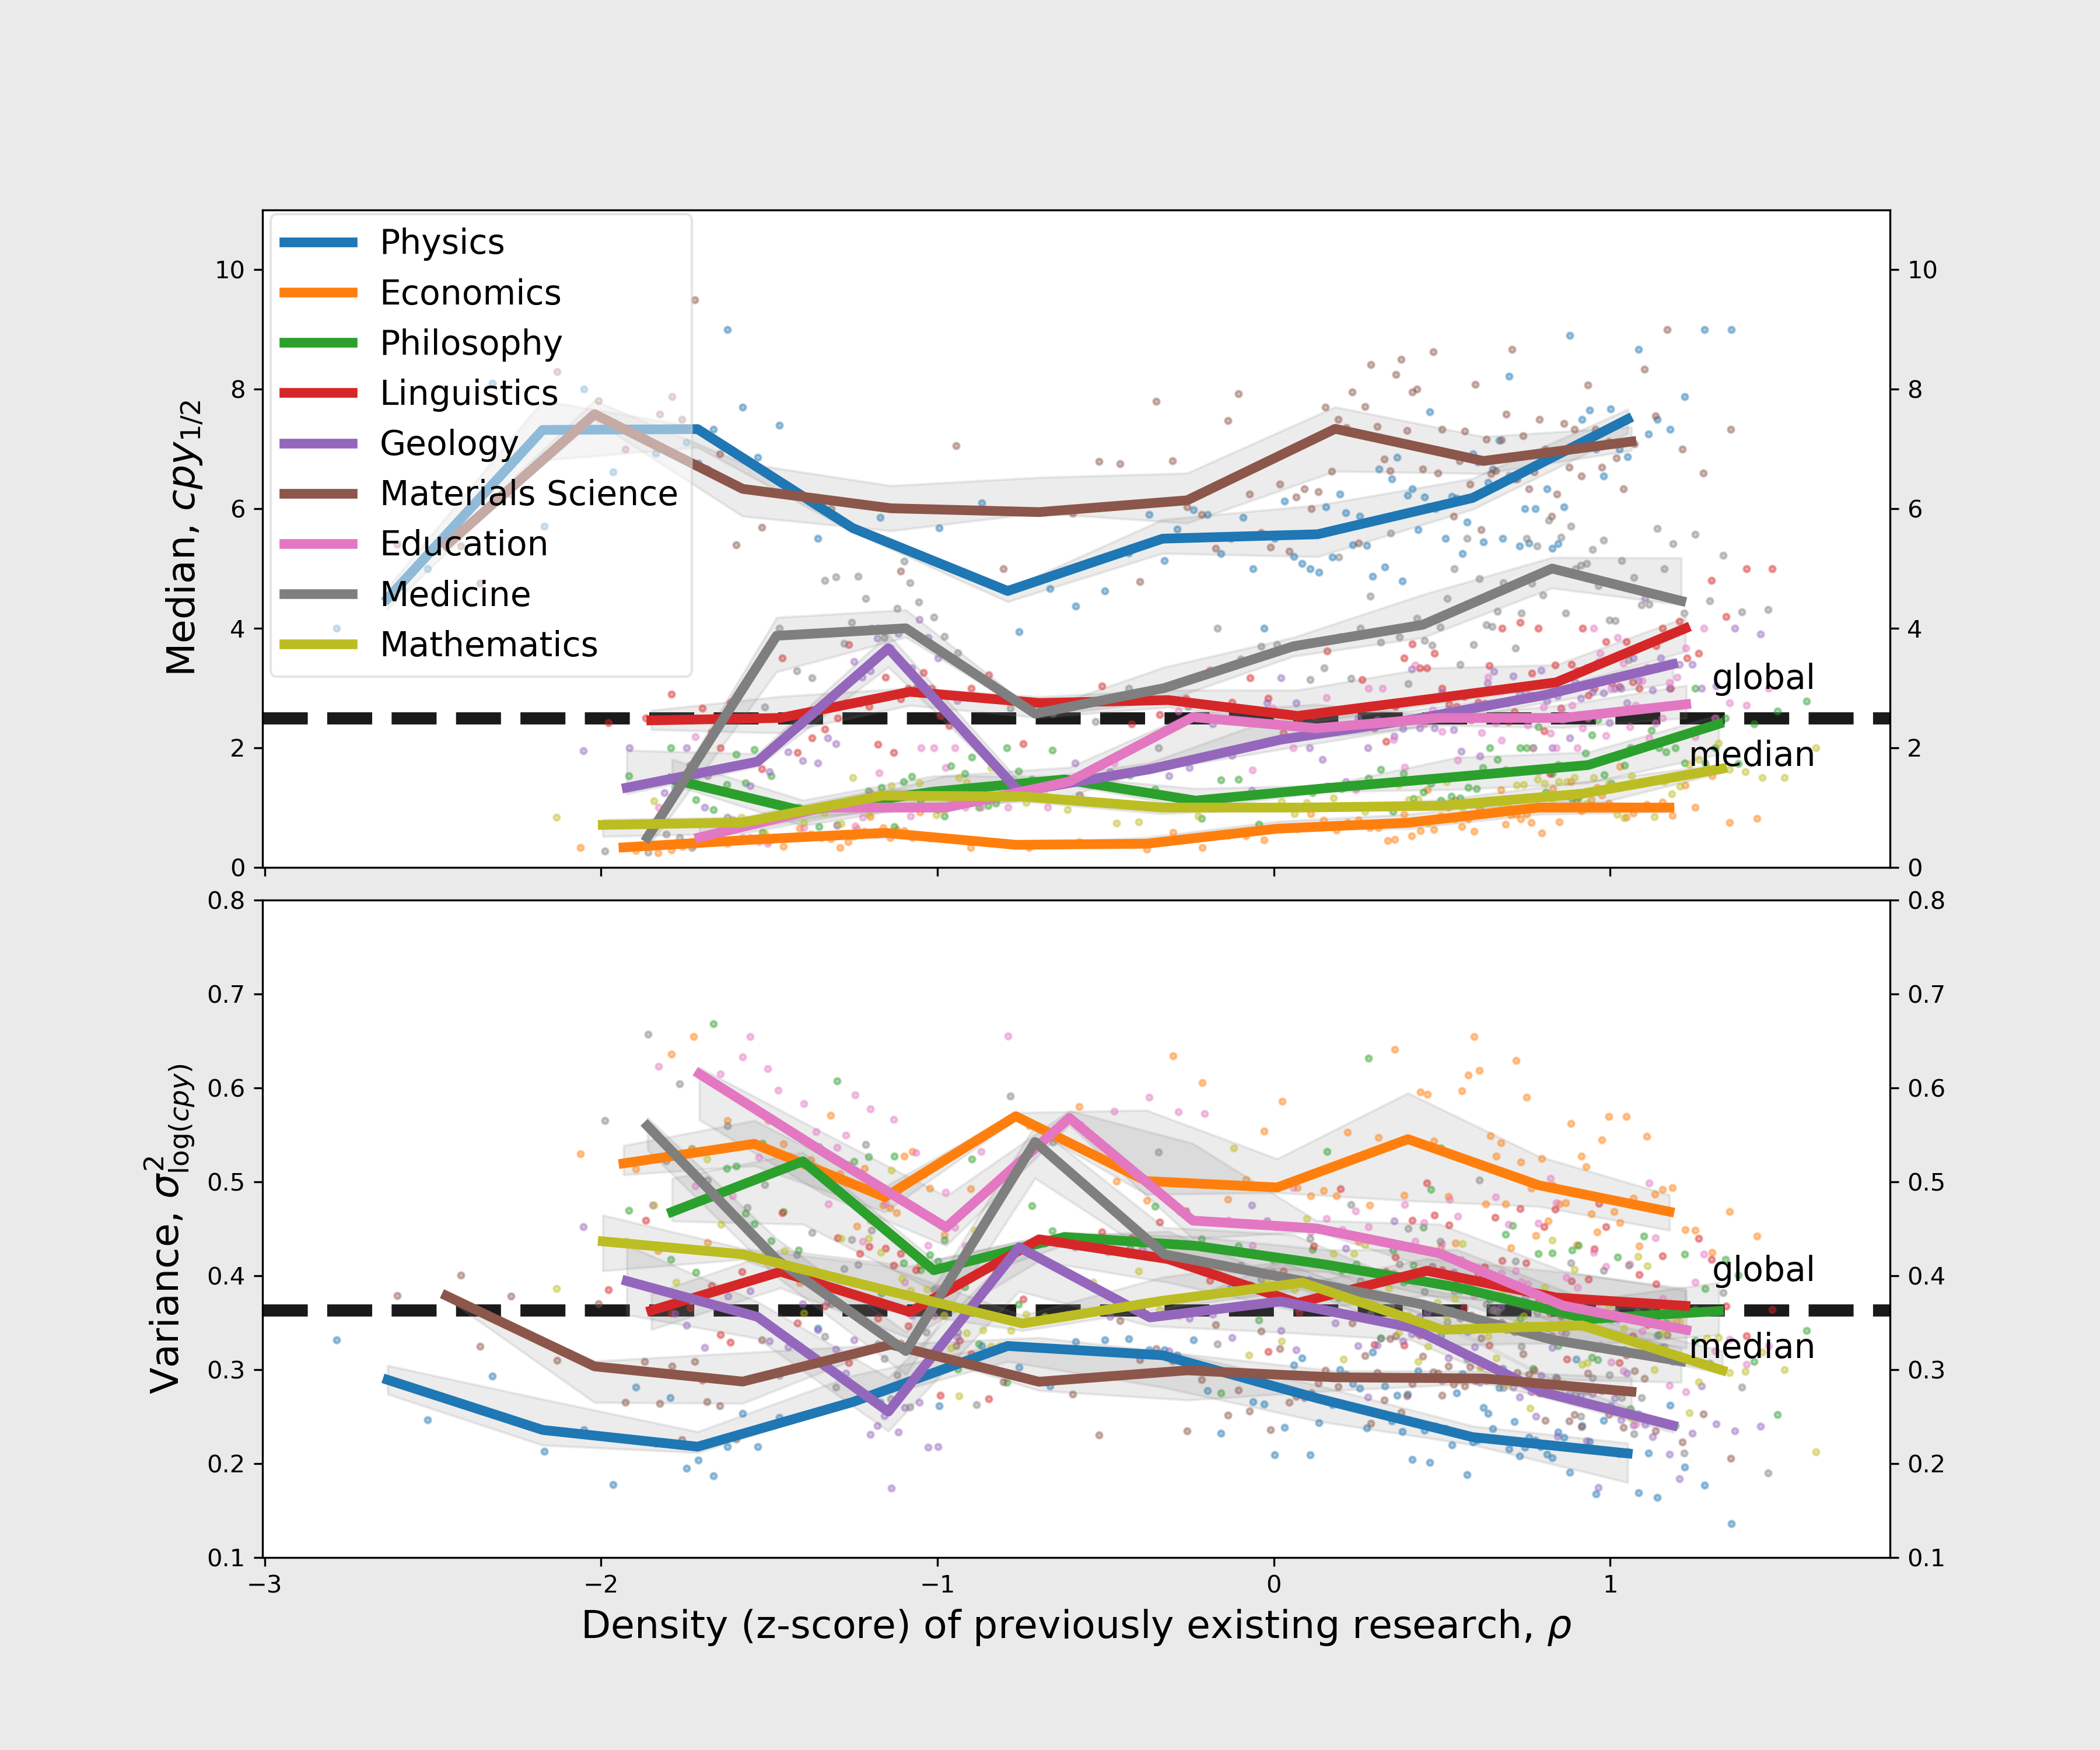 10
8
6
4
2
0
Median, cpy1/2
Physics
Economics
Philosophy
Linguistics
Geology
Materials Science
Education
Medicine
Mathematics
global
median
10
8
6
4
2
0
0.8
0.7
0.6
0.5
0.4
0.3
0.2
0.1
Variance, σ²log(cpy)
global
median
0.8
0.7
0.6
0.5
0.4
0.3
0.2
0.1
−3 −2 −1 0 1
Density (z-score) of previously existing research, ρ